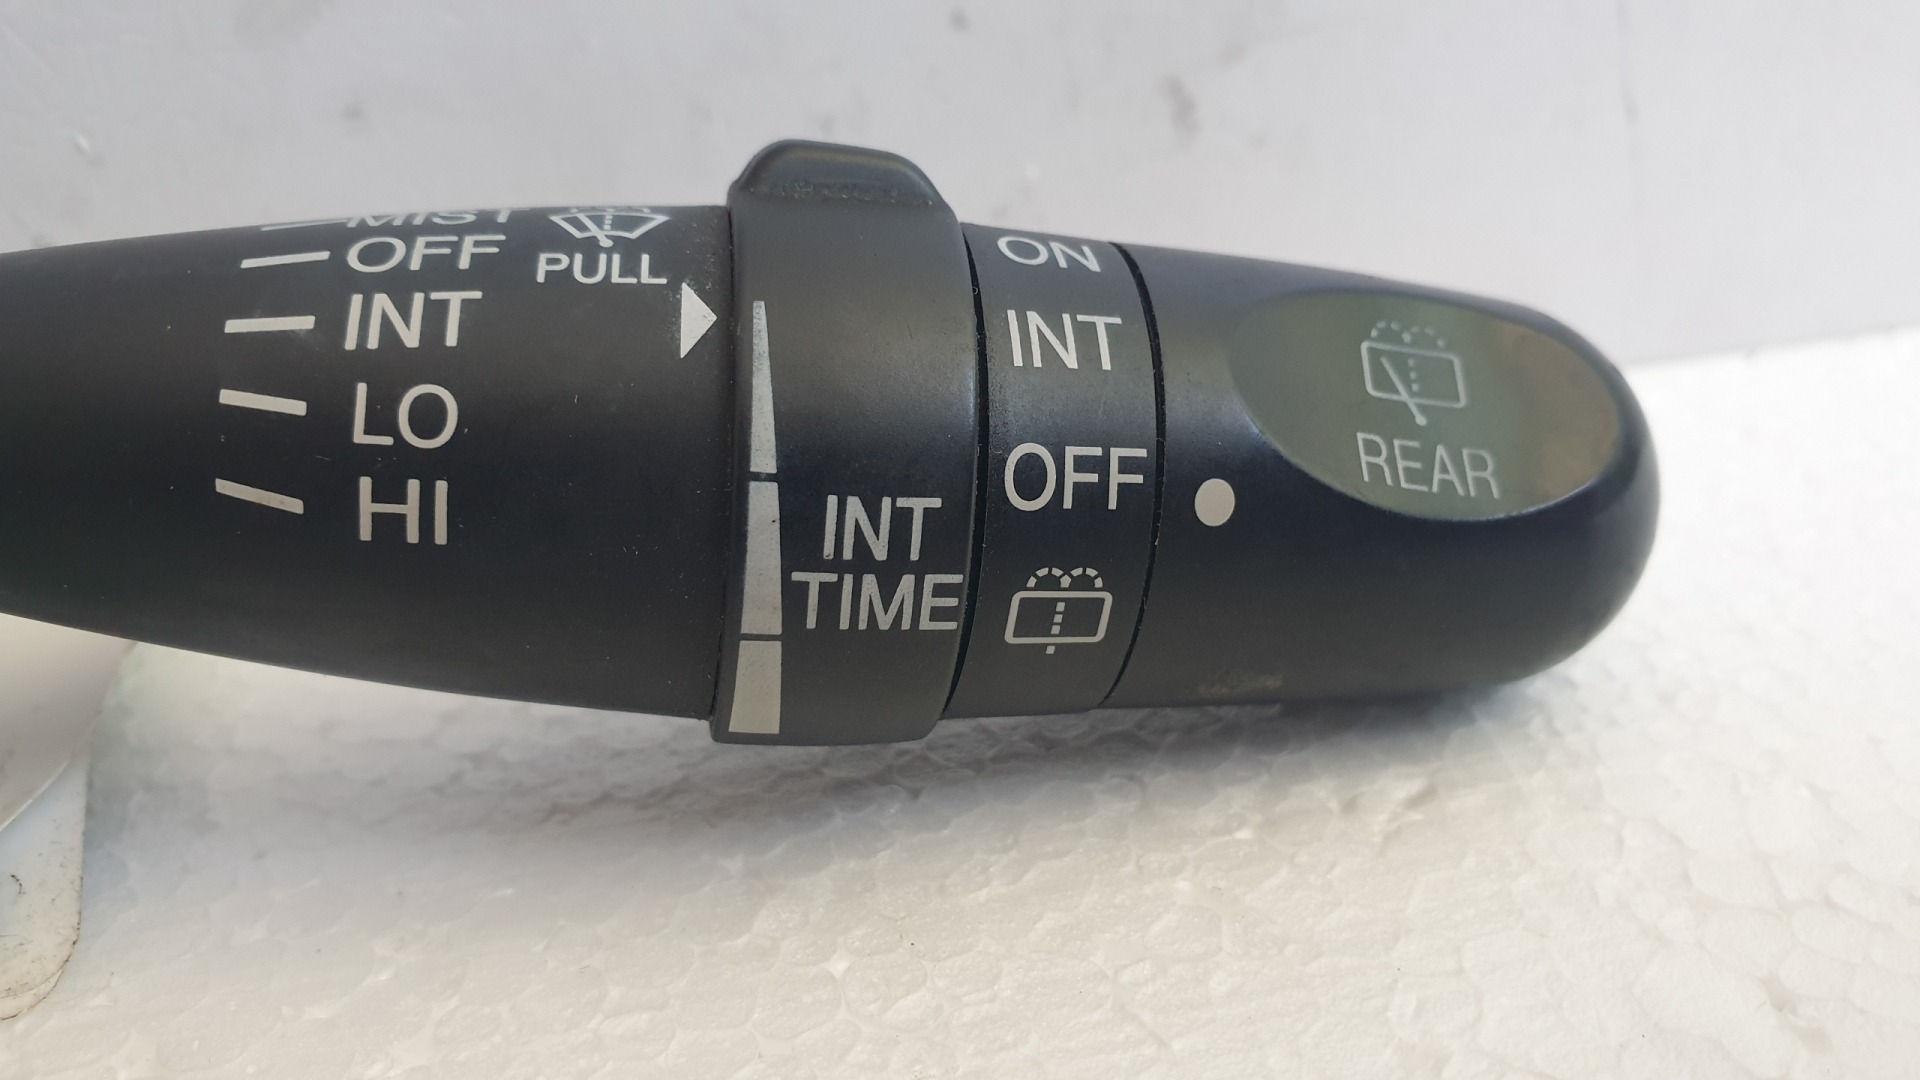 MIST
OFF
PULL
INT
LO
HI
INT
TIME
ON
INT
OFF
REAR